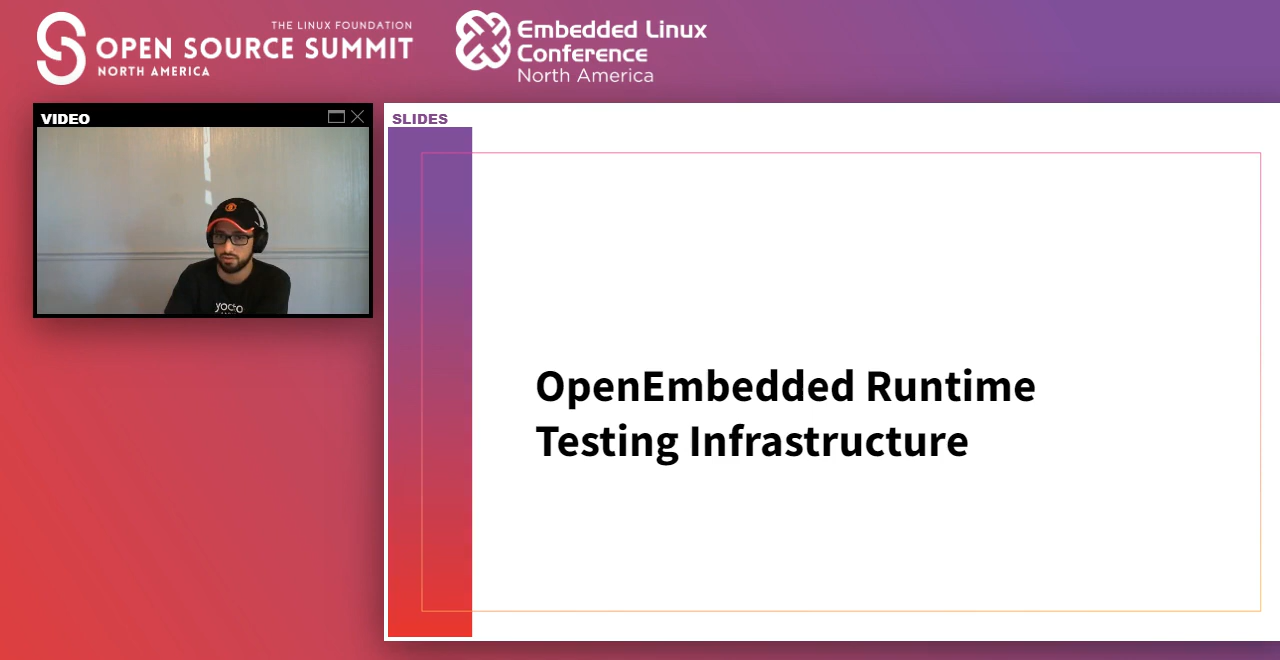 THE LINUX FOUNDATION
OPEN SOURCE SUMMIT
NORTH AMERICA
Embedded Linux
Conference
North America
VIDEO
SLIDES
yocto
OpenEmbedded Runtime
Testing Infrastructure